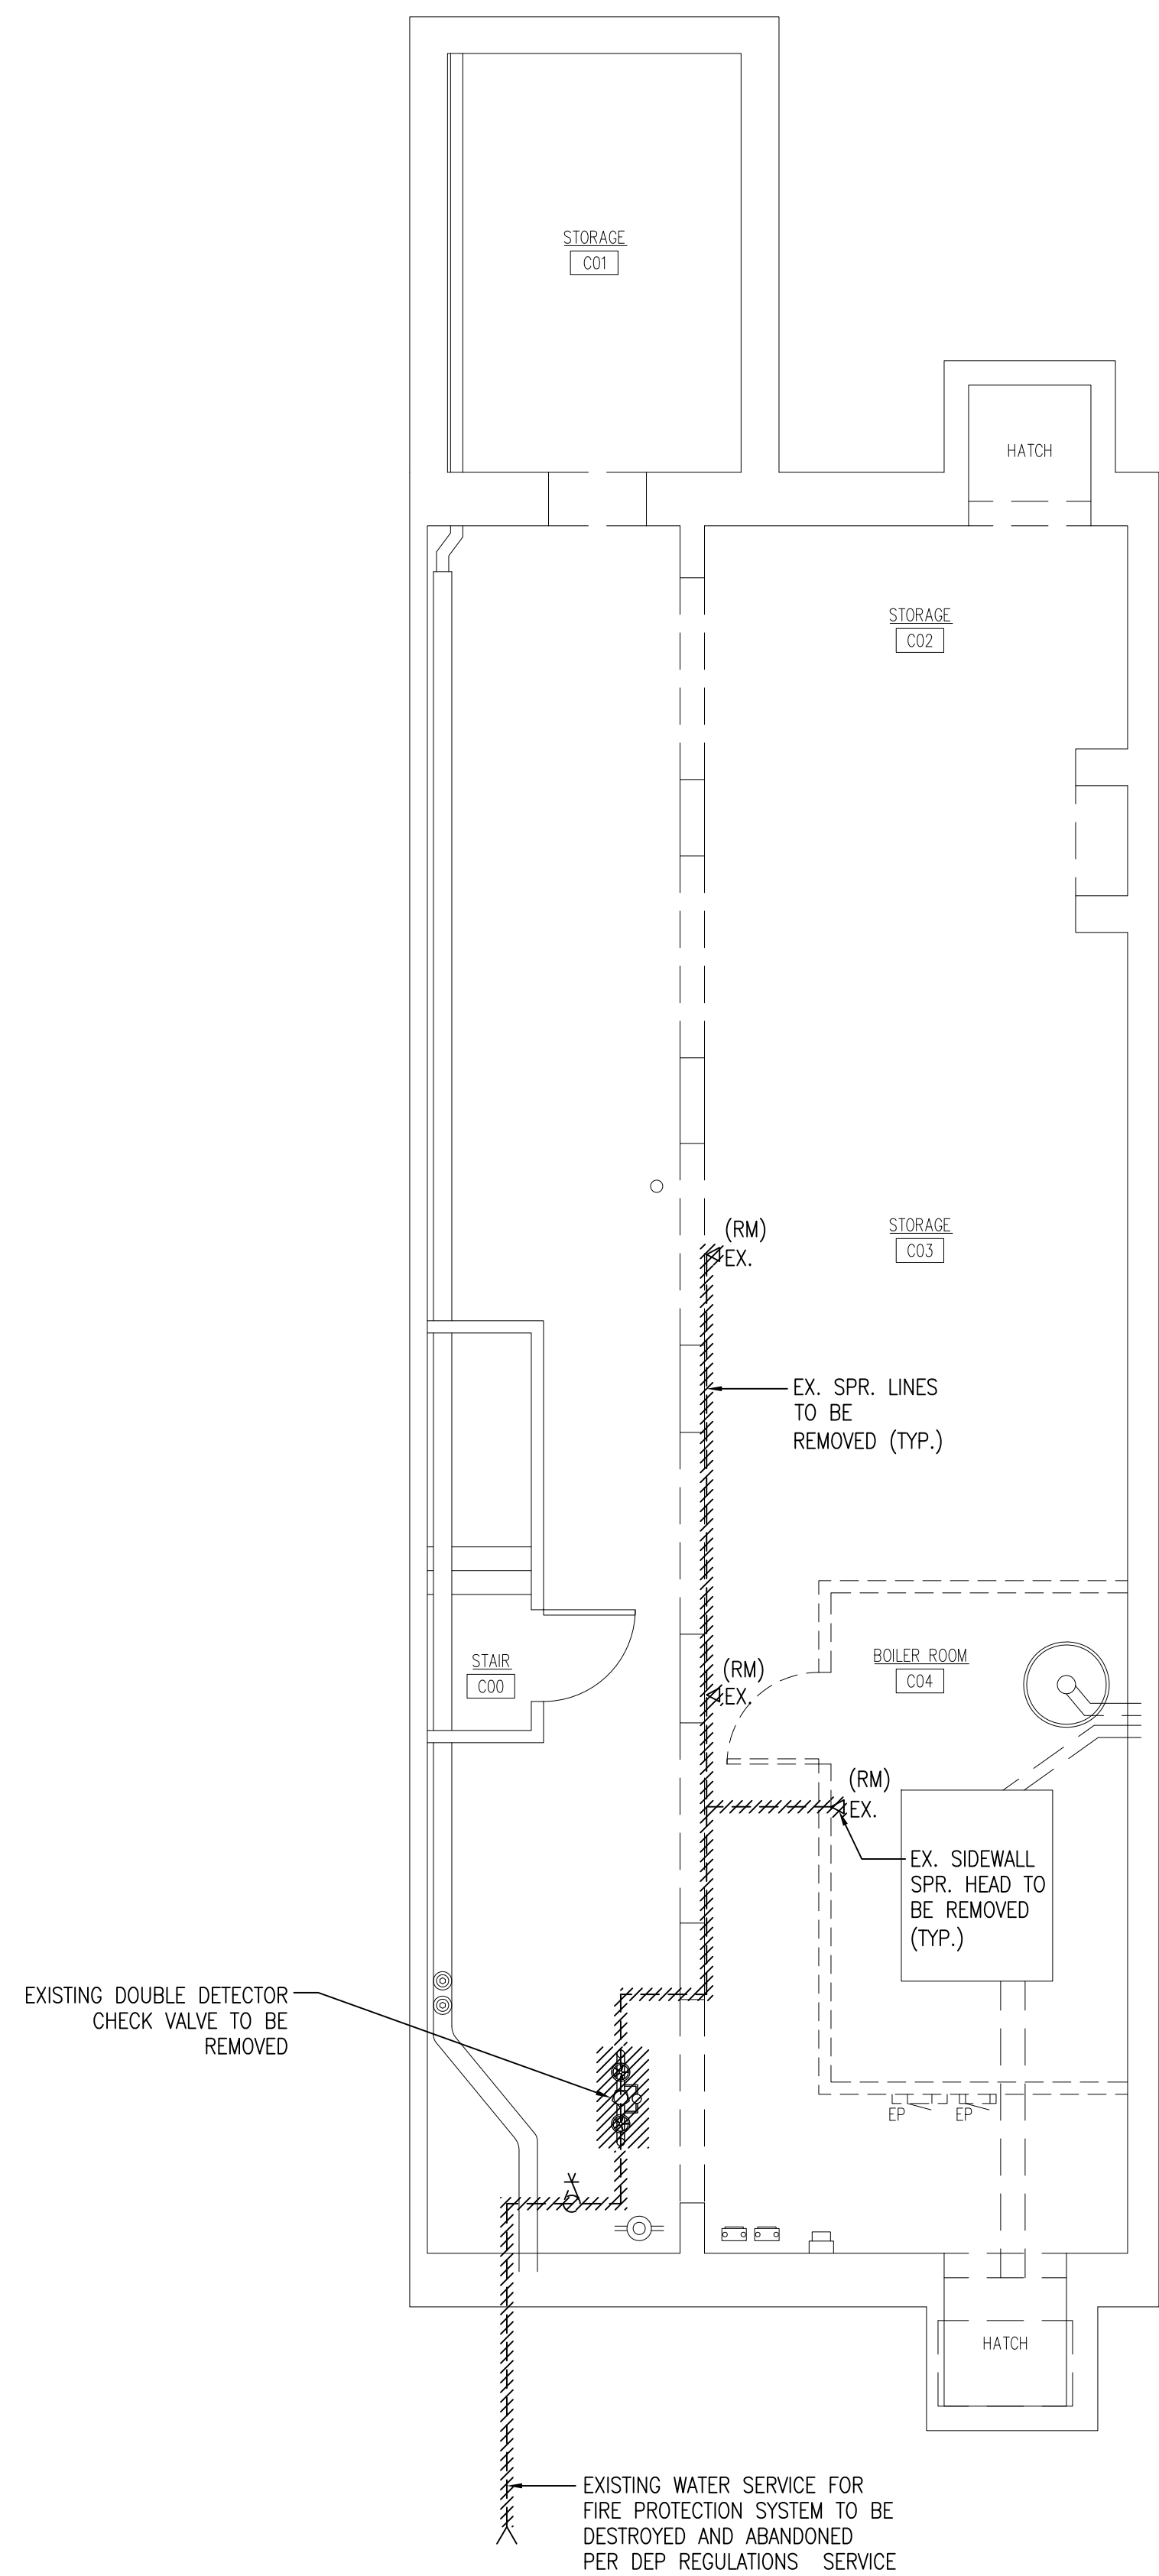 STORAGE
C01
HATCH
STORAGE
C02
STORAGE
C03
(RM)
EX.
EX. SPR. LINES
TO BE
REMOVED (TYP.)
STAIR
C00
(RM)
EX.
BOILER ROOM
C04
(RM)
EX.
EX. SIDEWALL
SPR. HEAD TO
BE REMOVED
(TYP.)
EXISTING DOUBLE DETECTOR
CHECK VALVE TO BE
REMOVED
EP
EP
HATCH
EXISTING WATER SERVICE FOR
FIRE PROTECTION SYSTEM TO BE
DESTROYED AND ABANDONED
PER DEP REGULATIONS SERVICE